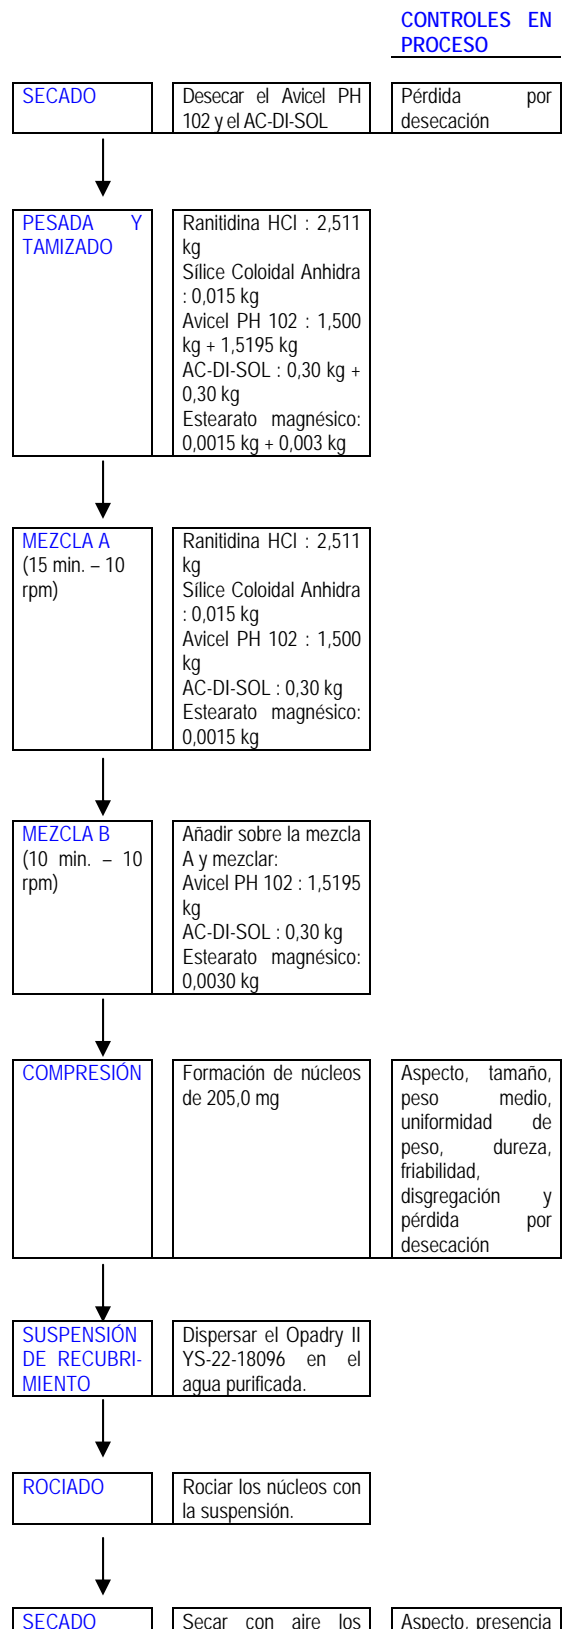 CONTROLES EN
PROCESO
SECADO
Desecar el Avicel PH
102 y el AC-DI-SOL
Pérdida por
desecación
PESADA Y
TAMIZADO
Ranitidina HCl : 2,511
kg
Sílice Coloidal Anhidra
: 0,015 kg
Avicel PH 102 : 1,500
kg + 1,5195 kg
AC-DI-SOL : 0,30 kg +
0,30 kg
Estearato magnésico:
0,0015 kg + 0,003 kg
MEZCLA A
(15 min. – 10
rpm)
Ranitidina HCl : 2,511
kg
Sílice Coloidal Anhidra
: 0,015 kg
Avicel PH 102 : 1,500
kg
AC-DI-SOL : 0,30 kg
Estearato magnésico:
0,0015 kg
MEZCLA B
(10 min. – 10
rpm)
Añadir sobre la mezcla
A y mezclar:
Avicel PH 102 : 1,5195
kg
AC-DI-SOL : 0,30 kg
Estearato magnésico:
0,0030 kg
COMPRESIÓN
Formación de núcleos
de 205,0 mg
Aspecto, tamaño,
peso medio,
uniformidad de
peso, dureza,
friabilidad,
disgregación y
pérdida por
desecación
SUSPENSIÓN
DE RECUBRI-
MIENTO
Dispersar el Opadry II
YS-22-18096 en el
agua purificada.
ROCIADO
Rociar los núcleos con
la suspensión.
SECADO
Secar con aire los
Aspecto, presencia